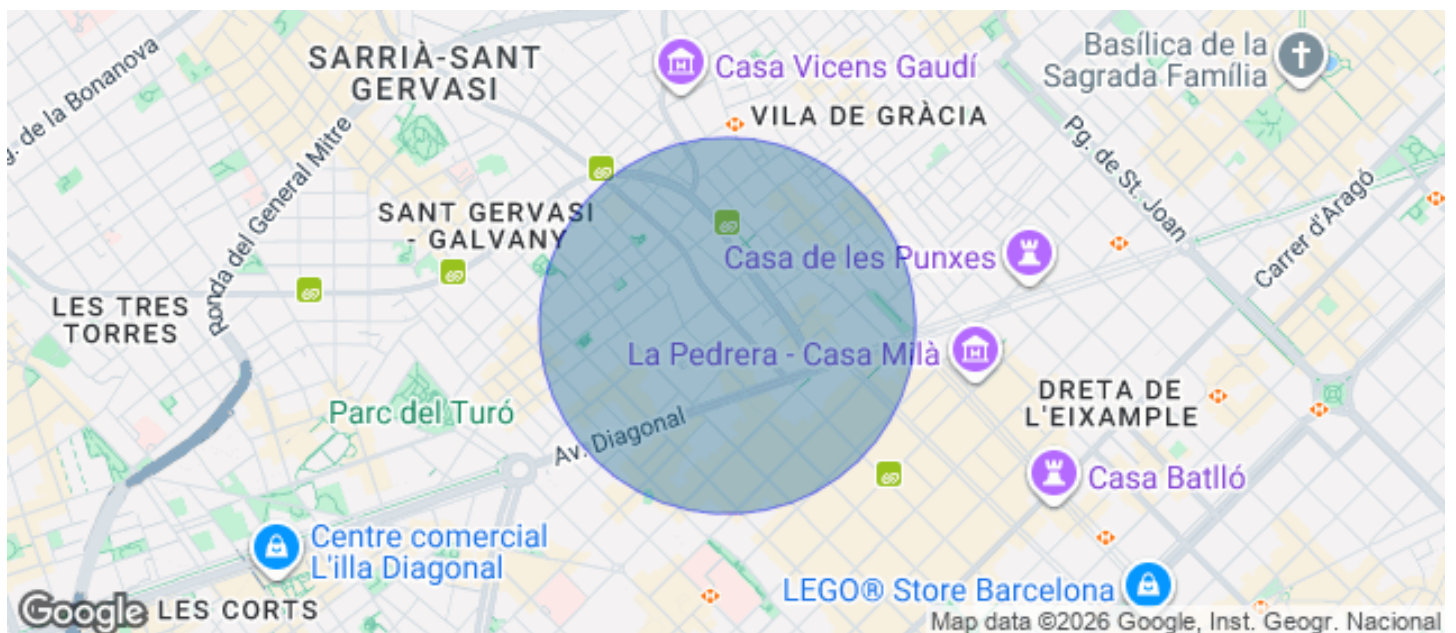 SARRIÀ-SANT
GERVASI
Casa Vicens Gaudí
Basílica de la
Sagrada Família
VILA DE GRÀCIA
g. de la Bonanova
Ronda del General Mitre
Pg. de St. Joan
Carrer d'Aragó
SANT GERVASI
- GALVANY
Casa de les Punxes
LES TRES
TORRES
La Pedrera - Casa Milà
DRETA DE
L'EIXAMPLE
Parc del Turó
Av. Diagonal
Casa Batlló
Centre comercial
L'illa Diagonal
LEGO® Store Barcelona
Google
LES CORTS
Map data ©2026 Google, Inst. Geogr. Nacional